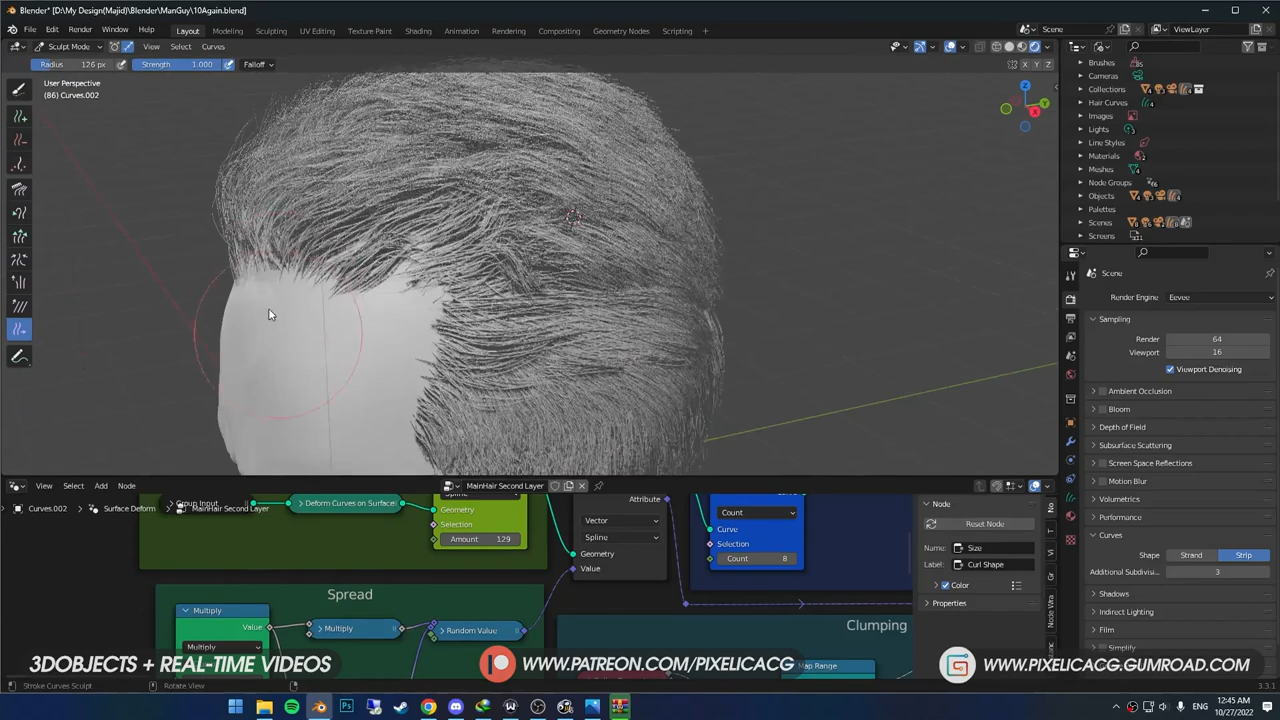 Blender* [D:\My Design(Majid)\Blender\ManGuy\10Again.blend]
File Edit Render Window Help
Layout Modeling Sculpting UV Editing Texture Paint Shading Animation Rendering Compositing Geometry Nodes Scripting +
Scene ViewLayer
Sculpt Mode View Select Curves
Radius 126 px Strength 1.000 Falloff
X Y Z
User Perspective
(86) Curves.002
Z
Y
X
Brushes
Cameras
Collections
Hair Curves
Images
Lights
Line Styles
Materials
Meshes
Node Groups
Objects
Palettes
Scenes
Screens
Scene
Render Engine Eevee
Sampling
Render 64
Viewport 16
Viewport Denoising
Ambient Occlusion
Bloom
Depth of Field
Subsurface Scattering
Screen Space Reflections
Motion Blur
Volumetrics
Performance
Curves
Shape Strand Strip
Additional Subdivi... 3
Shadows
Indirect Lighting
Film
Simplify
View Select Add Node MainHair Second Layer
Curves.002 Surface Deform MainHair Second Layer
Group Input Deform Curves on Surface
Spline
Geometry
Selection
Amount 129
Attribute
Vector
Spline
Geometry
Value
Count
Curve
Selection
Count 8
Node
Reset Node
Name: Size
Label: Curl Shape
Color
Properties
Spread
Multiply
Value
Multiply
Multiply
Random Value
Clumping
Map Range
3DOBJECTS + REAL-TIME VIDEOS WWW.PATREON.COM/PIXELICACG WWW.PIXELICACG.GUMROAD.COM
Stroke Curves Sculpt Rotate View 3.3.1
ENG 12:45 AM
10/27/2022